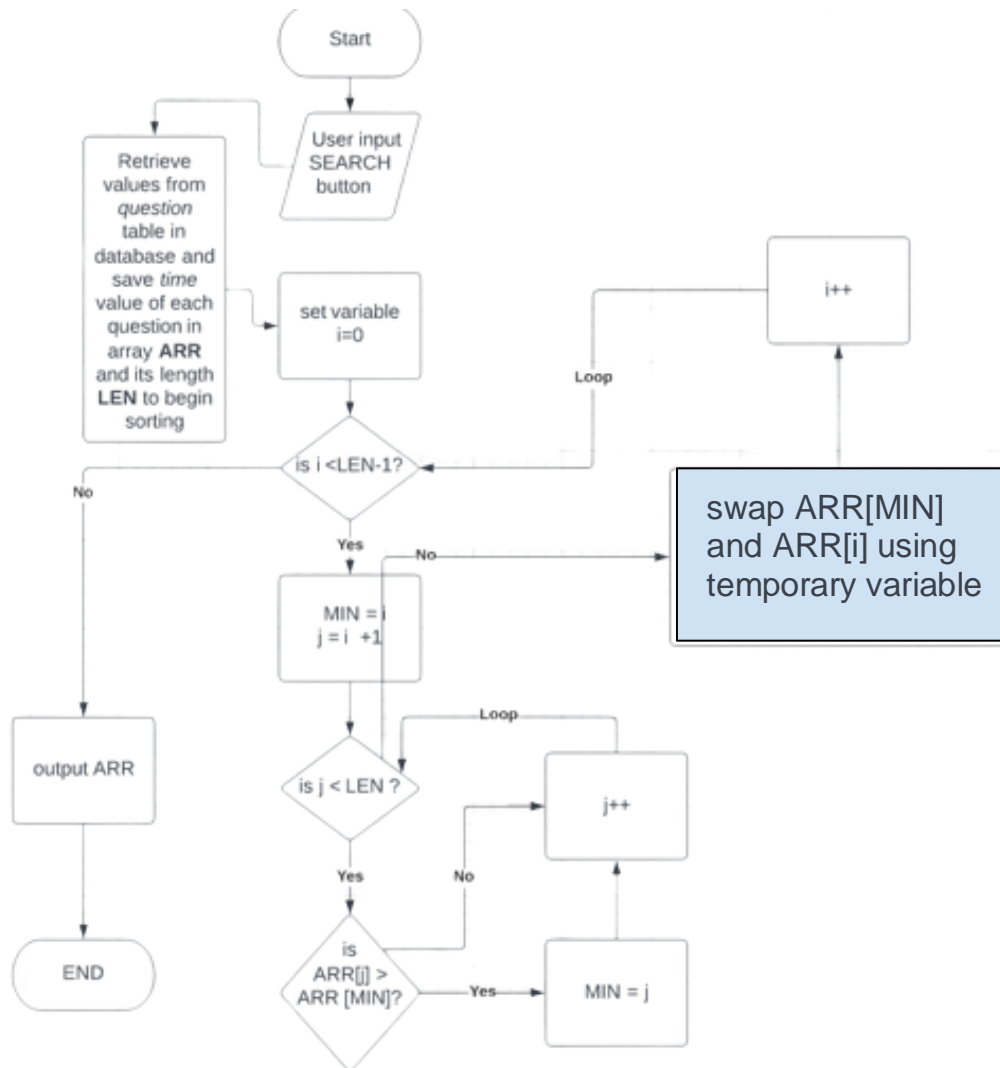 Start
User input
SEARCH
button
Retrieve
values from
question
table in
database and
save time
value of each
question in
array ARR
and its length
LEN to begin
sorting
set variable
i=0
i++
Loop
is i <LEN-1?
No
Yes
No
swap ARR[MIN]
and ARR[i] using
temporary variable
MIN = i
j = i +1
Loop
output ARR
is j < LEN ?
j++
Yes
No
is
ARR[j] >
ARR [MIN]?
Yes
MIN = j
END